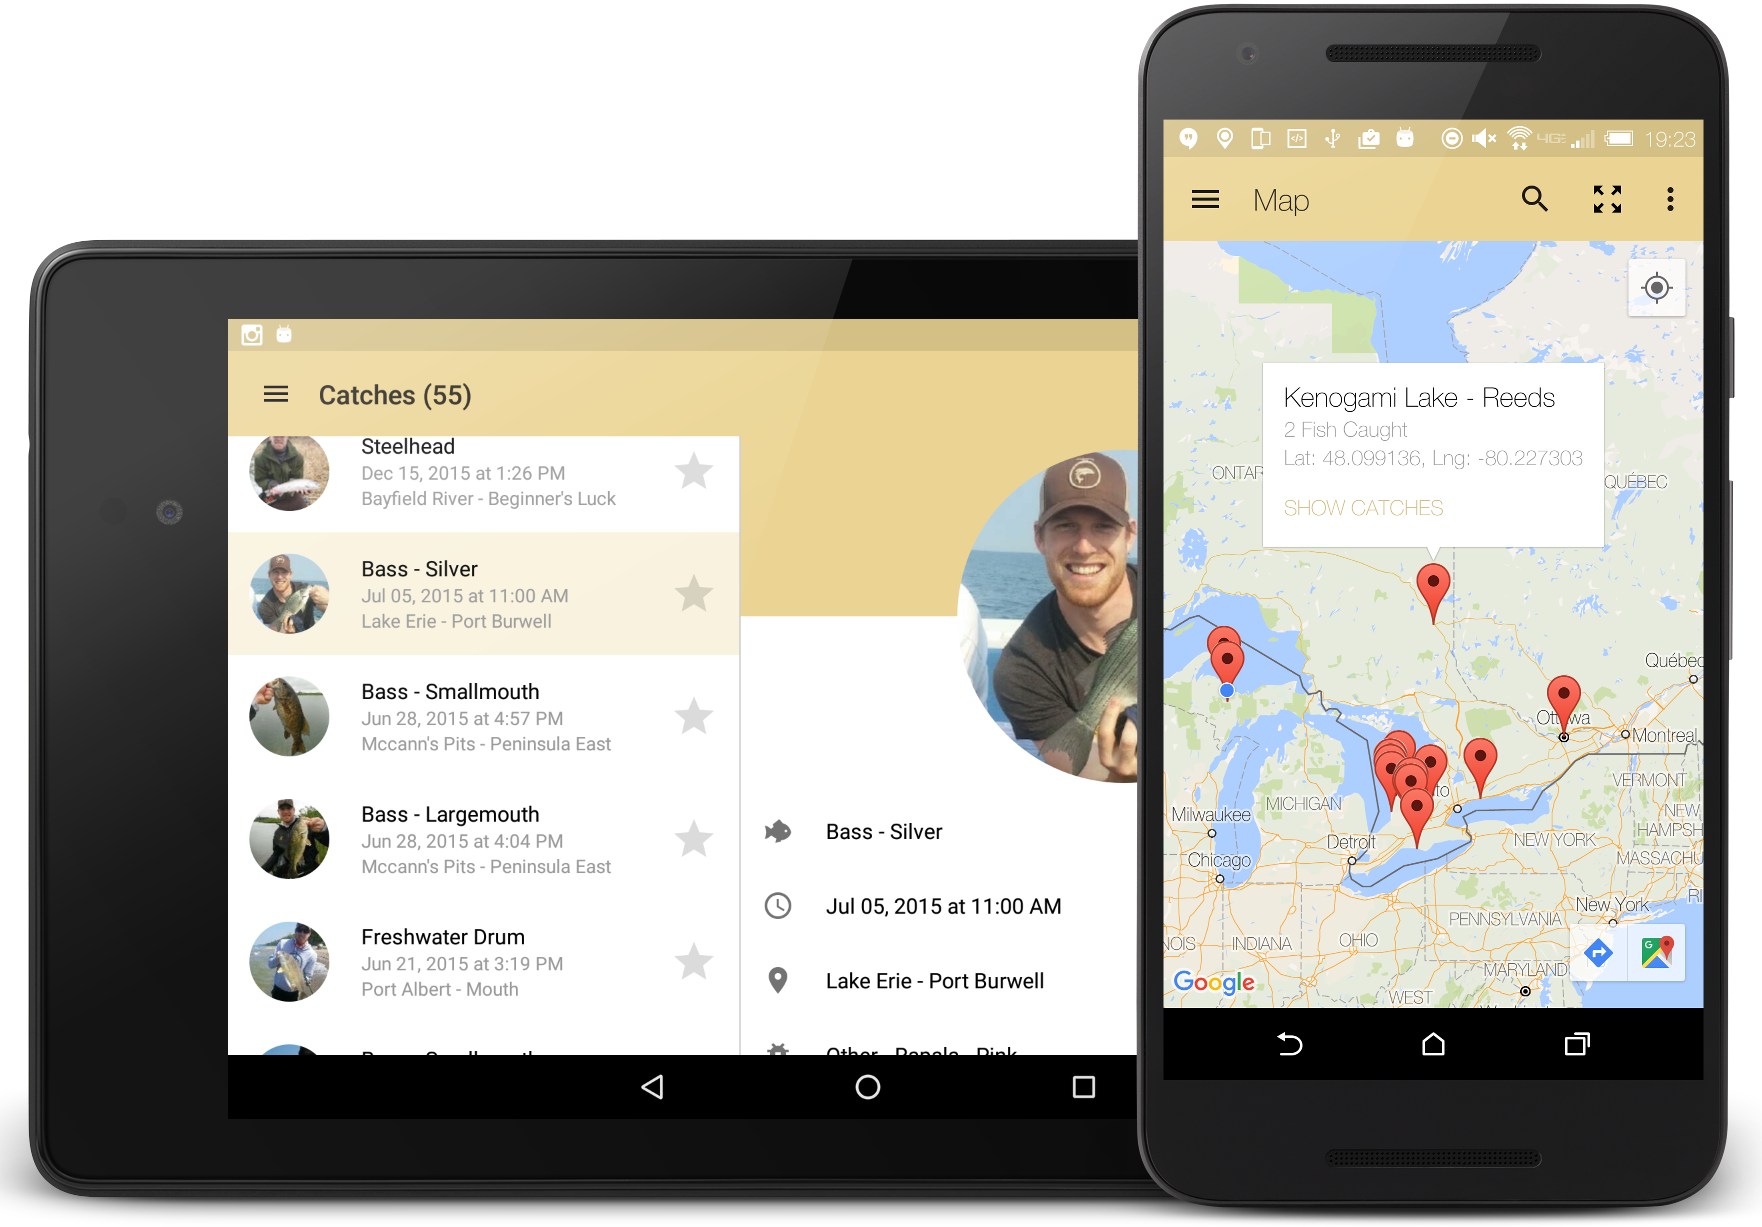 Catches (55)
Steelhead
Dec 15, 2015 at 1:26 PM
Bayfield River - Beginner's Luck
Bass - Silver
Jul 05, 2015 at 11:00 AM
Lake Erie - Port Burwell
Bass - Smallmouth
Jun 28, 2015 at 4:57 PM
Mccann's Pits - Peninsula East
Bass - Largemouth
Jun 28, 2015 at 4:04 PM
Mccann's Pits - Peninsula East
Freshwater Drum
Jun 21, 2015 at 3:19 PM
Port Albert - Mouth
Bass - Silver
Jul 05, 2015 at 11:00 AM
Lake Erie - Port Burwell
Other - Rapala - Pink
4G
19:23
Map
Kenogami Lake - Reeds
2 Fish Caught
Lat: 48.099136, Lng: -80.227303
SHOW CATCHES
ONTAR
QUÉBEC
Québec
Ottawa
Montreal
VERMONT
MICHIGAN
to
NEW
HAMPSH
Milwaukee
Detroit
NEW YORK
MASSACHU
Chicago
RI
New York
PENNSYLVANIA
NOIS
INDIANA
OHIO
MARYLAND
Google
WEST